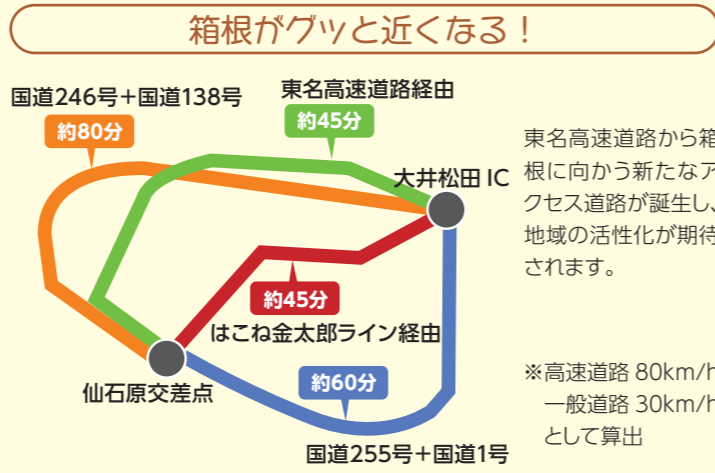 箱根がグッと近くなる!
国道246号+国道138号
東名高速道路経由
約80分
約45分
大井松田 IC
東名高速道路から箱
根に向かう新たなア
クセス道路が誕生し、
地域の活性化が期待
されます。
約45分
はこね金太郎ライン経由
仙石原交差点
約60分
国道255号+国道1号
※高速道路 80km/h
一般道路 30km/h
として算出